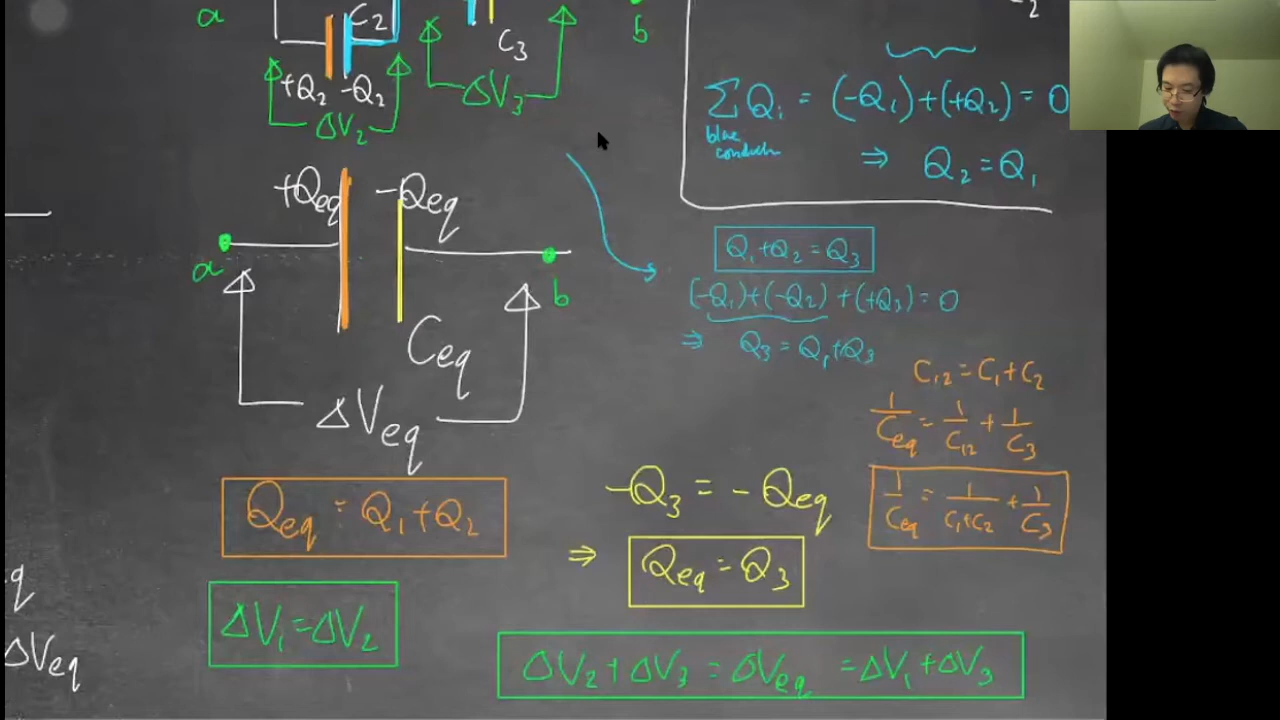 a
C₂
C₃
b
+Q₂ -Q₂
ΔV₃
ΔV₂
2
∑ Qᵢ = (-Q₁)+(+Q₂) = 0
blue
conductor
⇒ Q₂ = Q₁
+Qeq -Qeq
a
b
Ceq
ΔVeq
Q₁+Q₂ = Q₃
(-Q₁)+(-Q₂)+(+Q₃) = 0
⇒ Q₃ = Q₁+Q₃
C₁₂ = C₁+C₂
1/Ceq = 1/C₁₂ + 1/C₃
1/Ceq = 1/C₁+C₂ + 1/C₃
Qeq = Q₁+Q₂
-Q₃ = -Qeq
⇒ Qeq = Q₃
q
ΔVeq
ΔV₁ = ΔV₂
ΔV₂+ΔV₃ = ΔVeq = ΔV₁+ΔV₃